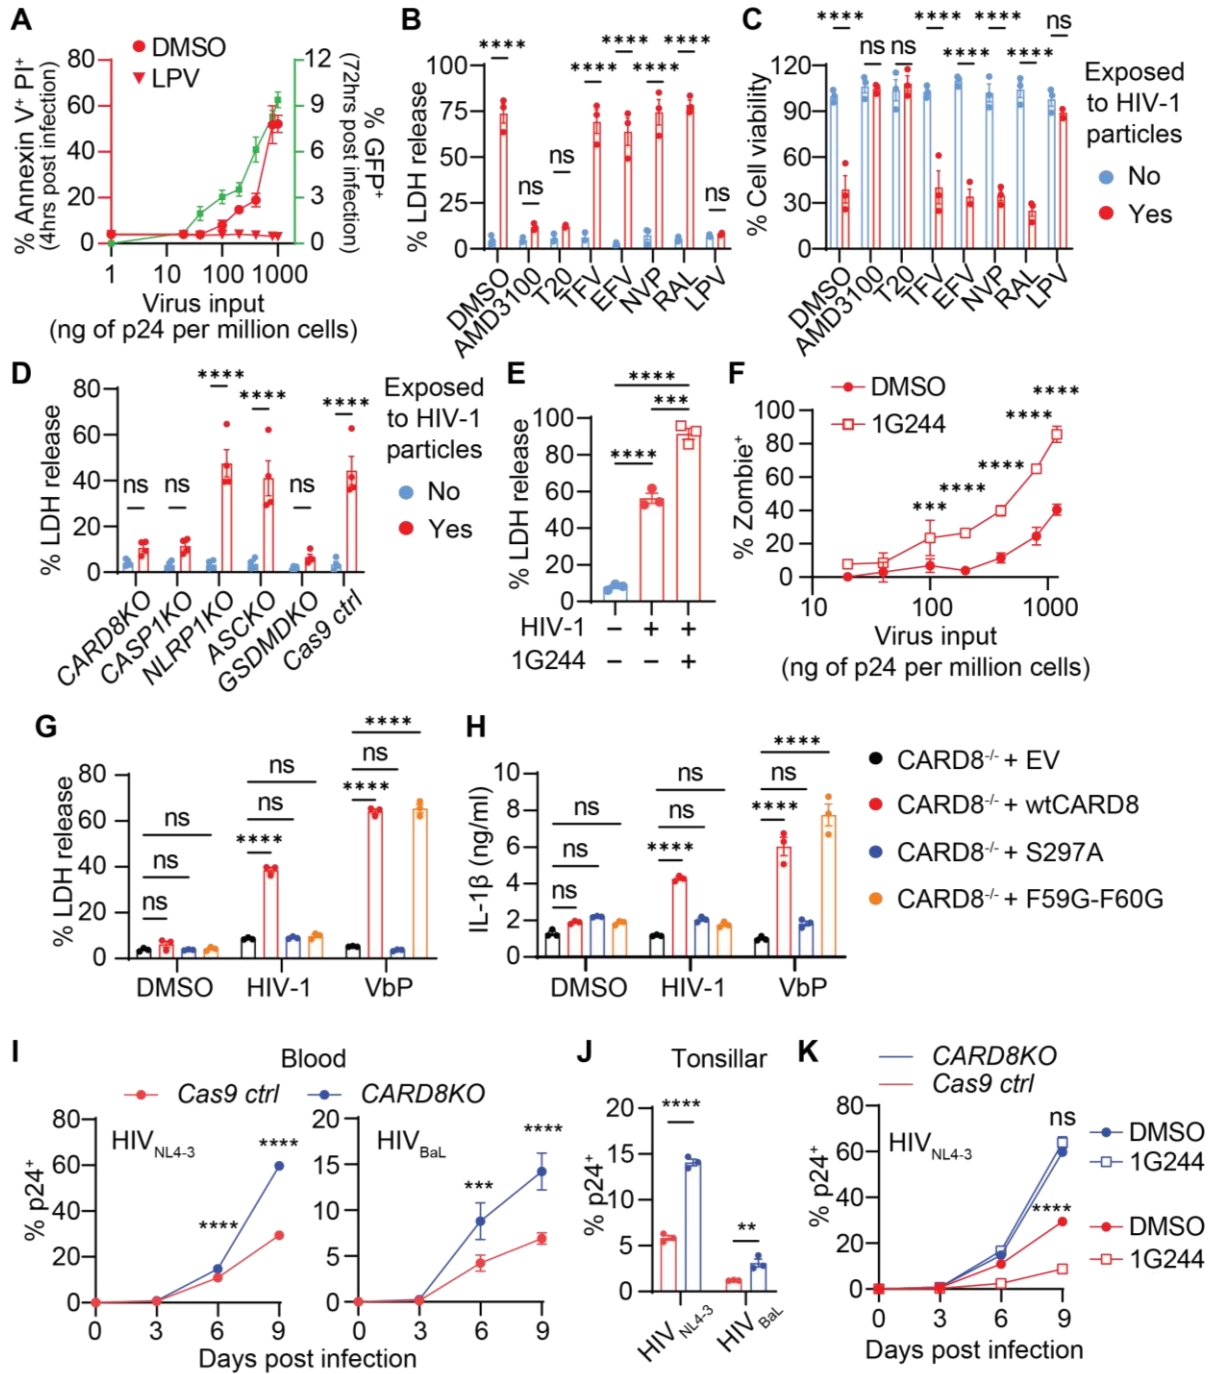 A
DMSO
LPV
% Annexin V⁺ PI⁺
(4hrs post infection)
80
60
40
20
0
12
9
6
3
0
% GFP⁺
(72hrs post infection)
1 10 100 1000
Virus input
(ng of p24 per million cells)
B
% LDH release
100
50
0
**** ns ns **** **** **** **** ns
DMSO AMD3100 T20 TFV EFV NVP RAL LPV
C
% Cell viability
120
90
60
30
0
**** ns ns **** **** **** **** ns
DMSO AMD3100 T20 TFV EFV NVP RAL LPV
Exposed
to HIV-1
particles
No
Yes
D
% LDH release
80
60
40
20
0
ns ns **** **** ns ****
CARD8KO CASP1KO NLRP1KO ASCKO GSDMDKO Cas9 ctrl
Exposed
to HIV-1
particles
No
Yes
E
% LDH release
100
80
60
40
20
0
****
***
****
HIV-1 − + +
1G244 − − +
F
DMSO
1G244
% Zombie⁺
100
80
60
40
20
0
*** **** **** **** ****
10 100 1000
Virus input
(ng of p24 per million cells)
G
% LDH release
80
60
40
20
0
ns
ns
ns
ns
ns
****
****
ns
****
DMSO HIV-1 VbP
H
IL-1β (ng/ml)
10
8
6
4
2
0
ns
ns
ns
ns
ns
****
****
ns
****
DMSO HIV-1 VbP
CARD8⁻/⁻ + EV
CARD8⁻/⁻ + wtCARD8
CARD8⁻/⁻ + S297A
CARD8⁻/⁻ + F59G-F60G
I
Blood
Cas9 ctrl CARD8KO
% p24⁺
80
60
40
20
0
HIV NL4-3
**** ****
0 3 6 9
20
15
10
5
0
HIV BaL
*** ****
0 3 6 9
Days post infection
J
Tonsillar
% p24⁺
20
15
10
5
0
**** **
HIV NL4-3 HIV BaL
K
CARD8KO
Cas9 ctrl
% p24⁺
80
60
40
20
0
HIV NL4-3
ns
****
DMSO
1G244
DMSO
1G244
0 3 6 9
Days post infection